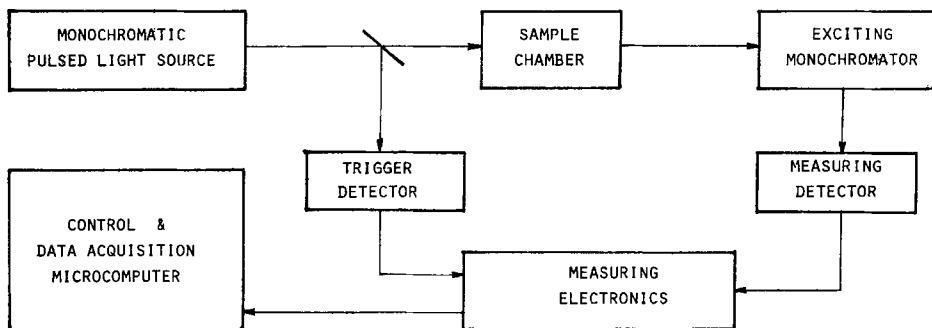 MONOCHROMATIC
PULSED LIGHT SOURCE
SAMPLE
CHAMBER
EXCITING
MONOCHROMATOR
TRIGGER
DETECTOR
MEASURING
DETECTOR
CONTROL &
DATA ACQUISITION
MICROCOMPUTER
MEASURING
ELECTRONICS